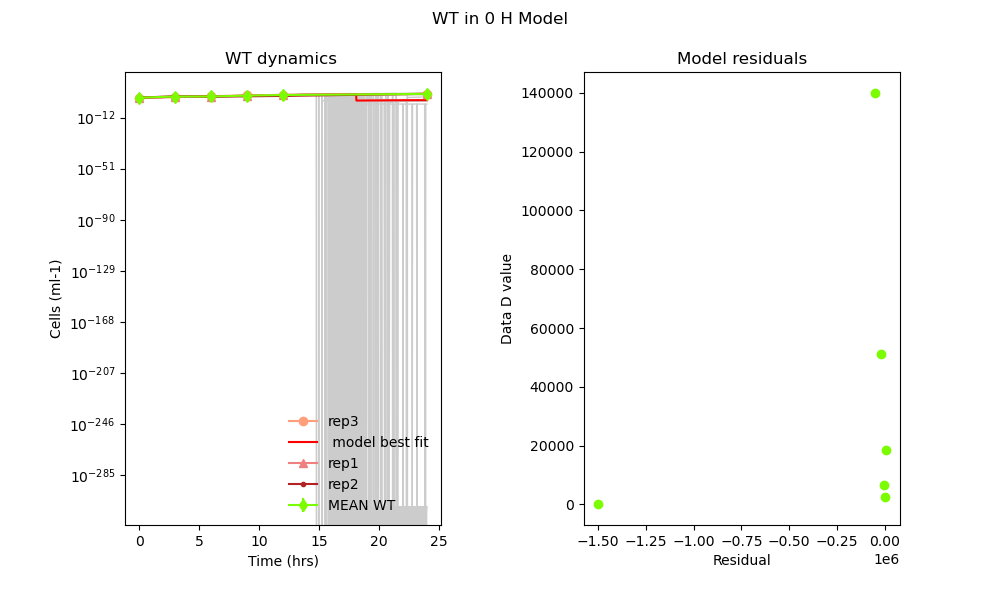 WT in 0 H Model
WT dynamics
Cells (ml-1)
10^−12
10^−51
10^−90
10^−129
10^−168
10^−207
10^−246
10^−285
rep3
model best fit
rep1
rep2
MEAN WT
0 5 10 15 20 25
Time (hrs)
Model residuals
Data D value
140000
120000
100000
80000
60000
40000
20000
0
−1.50 −1.25 −1.00 −0.75 −0.50 −0.25 0.00
1e6
Residual